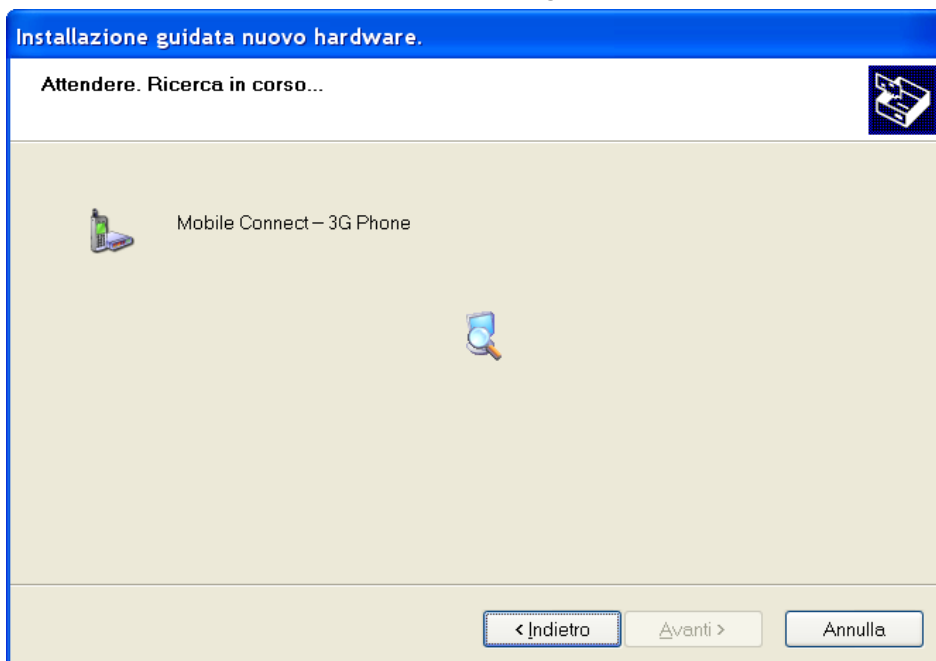 Installazione guidata nuovo hardware.
Attendere. Ricerca in corso...
Mobile Connect – 3G Phone
< Indietro
Avanti >
Annulla